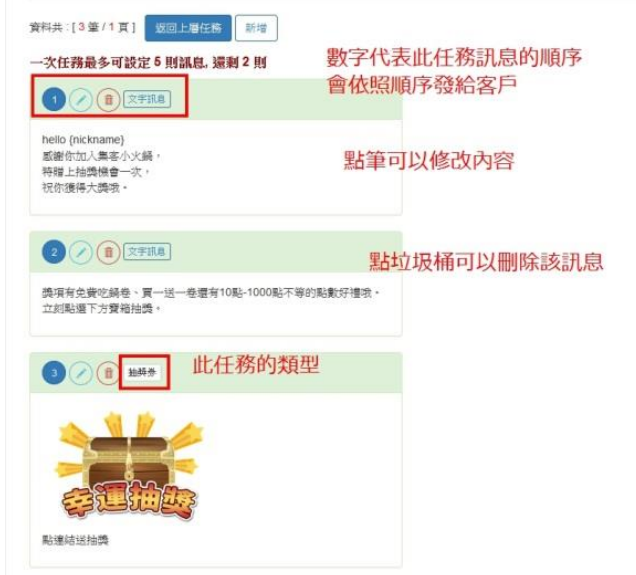 資料共 : [ 3 筆 / 1 頁 ] 返回上層任務 新增
一次任務最多可設定 5 則訊息, 還剩 2 則
數字代表此任務訊息的順序
會依照順序發給客戶
1 文字訊息
hello {nickname}
感謝你加入集客小火鍋，
特贈上抽獎機會一次，
祝你獲得大獎哦。
點筆可以修改內容
2 文字訊息
點垃圾桶可以刪除該訊息
獎項有免費吃鍋卷、買一送一卷還有10點-1000點不等的點數好禮哦。
立刻點選下方寶箱抽獎。
3 抽獎券
此任務的類型
幸運抽獎
點連結送抽獎